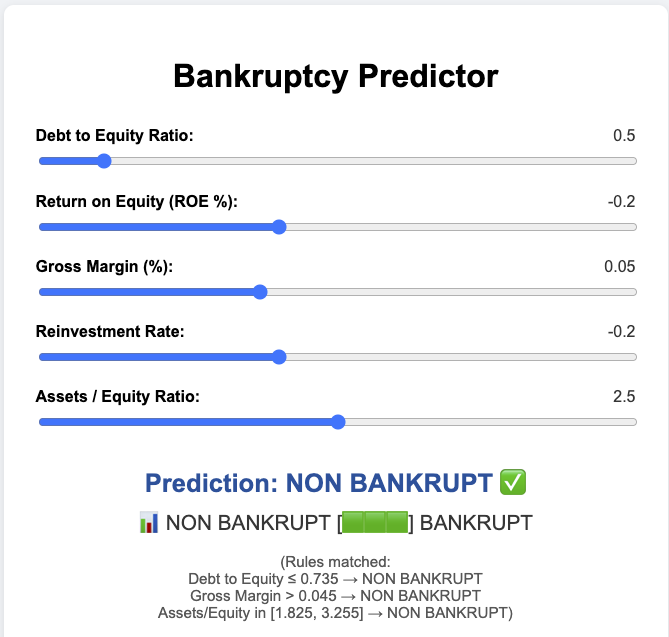 Bankruptcy Predictor
Debt to Equity Ratio: 0.5
Return on Equity (ROE %): -0.2
Gross Margin (%): 0.05
Reinvestment Rate: -0.2
Assets / Equity Ratio: 2.5
Prediction: NON BANKRUPT ✅
📊 NON BANKRUPT [🟩🟩🟩] BANKRUPT
(Rules matched:
Debt to Equity ≤ 0.735 → NON BANKRUPT
Gross Margin > 0.045 → NON BANKRUPT
Assets/Equity in [1.825, 3.255] → NON BANKRUPT)